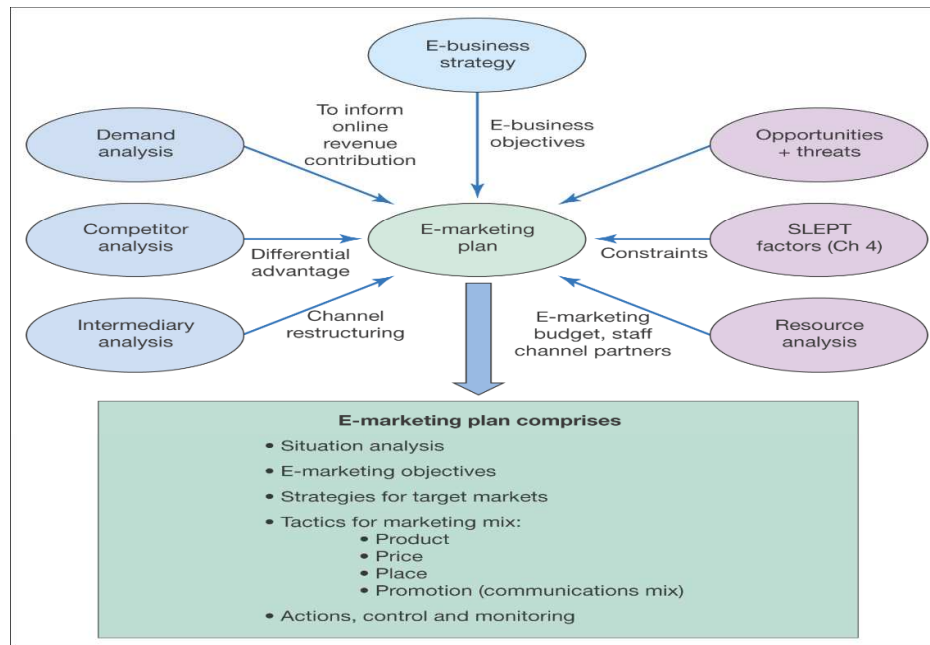 E-business
strategy
Demand
analysis
To inform
online
revenue
contribution
E-business
objectives
Opportunities
+ threats
Competitor
analysis
Differential
advantage
E-marketing
plan
Constraints
SLEPT
factors (Ch 4)
Intermediary
analysis
Channel
restructuring
E-marketing
budget, staff
channel partners
Resource
analysis
E-marketing plan comprises
• Situation analysis
• E-marketing objectives
• Strategies for target markets
• Tactics for marketing mix:
• Product
• Price
• Place
• Promotion (communications mix)
• Actions, control and monitoring